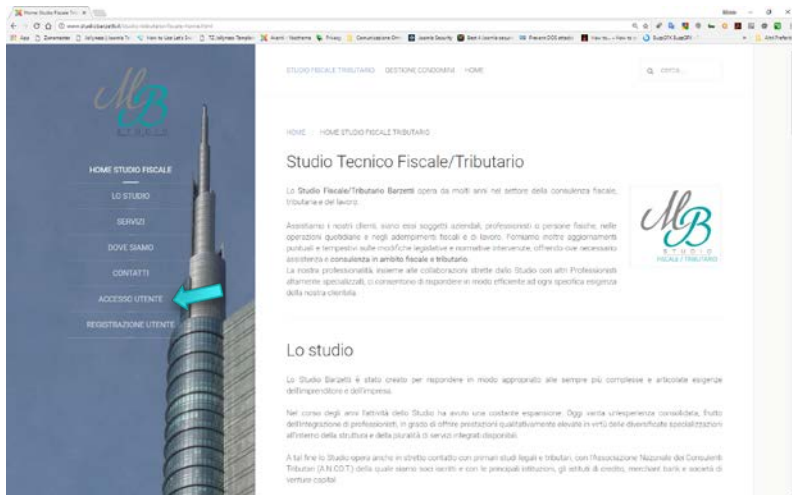 Home Studio Fiscale
STUDIO FISCALE TRIBUTARIO GESTIONE CONDOMINI HOME
cerca
MB
STUDIO
HOME STUDIO FISCALE
LO STUDIO
SERVIZI
DOVE SIAMO
CONTATTI
ACCESSO UTENTE
REGISTRAZIONE UTENTE
HOME HOME STUDIO FISCALE TRIBUTARIO
Studio Tecnico Fiscale/Tributario
Lo Studio Fiscale/Tributario Barzetti opera da molti anni nel settore della consulenza fiscale,
tributaria e del lavoro.
Assistiamo i nostri clienti, siano essi soggetti aziendali, professionisti o persone fisiche, nelle
operazioni quotidiane e negli adempimenti fiscali e di lavoro. Forniamo inoltre aggiornamenti
puntuali e tempestivi sulle modifiche legislative e normative intervenute, offrendo ove necessario
assistenza e consulenza in ambito fiscale e tributario.
La nostra professionalità, insieme alle collaborazioni strette dallo Studio con altri Professionisti
altamente specializzati, ci consentono di rispondere in modo efficiente ad ogni specifica esigenza
della nostra clientela.
MB
STUDIO
FISCALE / TRIBUTARIO
Lo studio
Lo Studio Barzetti è stato creato per rispondere in modo appropriato alle sempre più complesse e articolate esigenze
dell'imprenditore e dell'impresa.
Nel corso degli anni l'attività dello Studio ha avuto una costante espansione. Oggi vanta un'esperienza consolidata, frutto
dell'integrazione di professionisti, in grado di offrire prestazioni qualitativamente elevate in virtù delle diversificate specializzazioni
all'interno della struttura e della pluralità di servizi integrati disponibili.
A tal fine lo Studio opera anche in stretto contatto con primari studi legali e tributari, con l'Associazione Nazionale dei Consulenti
Tributari (A.N.CO.T.) della quale siamo soci iscritti e con le principali istituzioni, gli istituti di credito, merchant bank e società di
venture capital.